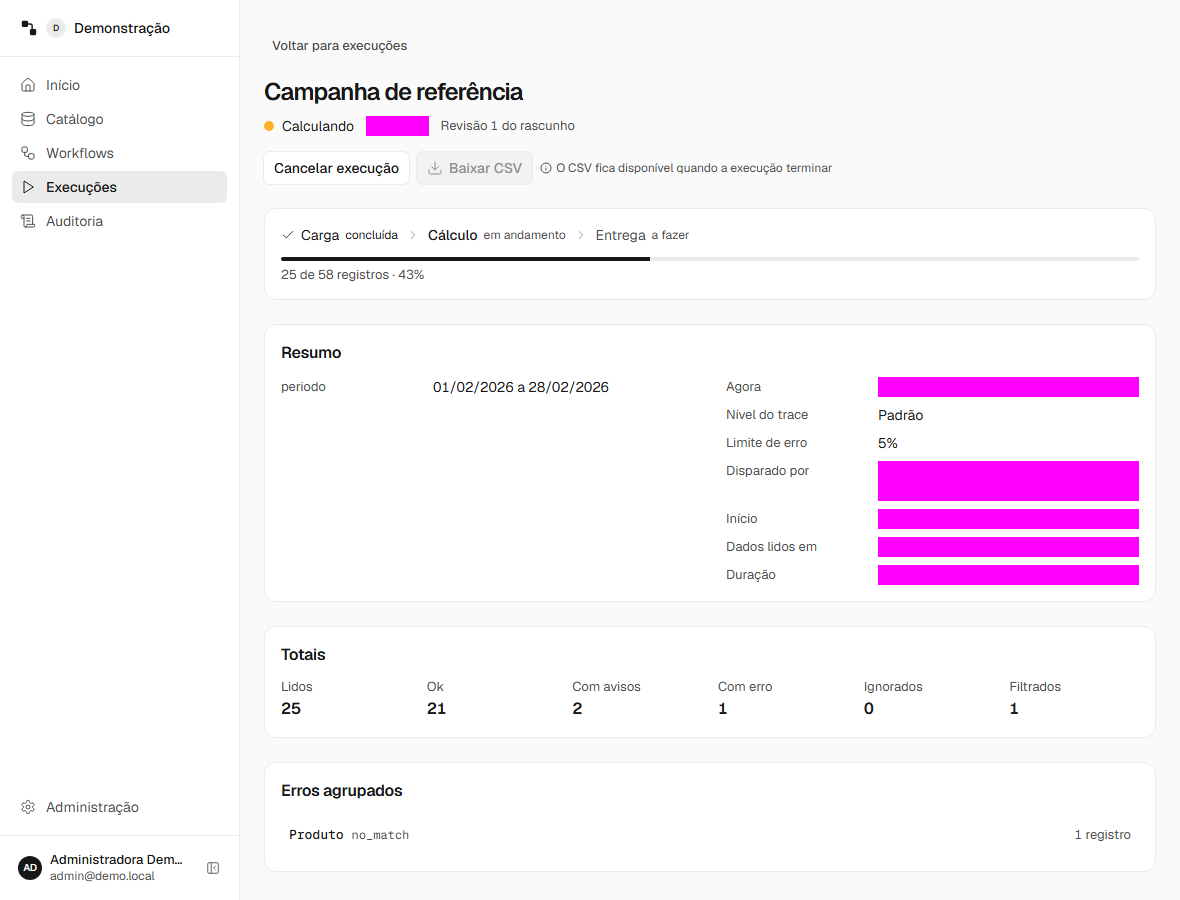 D Demonstração
Início
Catálogo
Workflows
Execuções
Auditoria
Administração
AD
Administradora Dem...
admin@demo.local
Voltar para execuções
Campanha de referência
Calculando Revisão 1 do rascunho
Cancelar execução Baixar CSV O CSV fica disponível quando a execução terminar
Carga concluída Cálculo em andamento Entrega a fazer
25 de 58 registros · 43%
Resumo
periodo 01/02/2026 a 28/02/2026
Agora
Nível do trace Padrão
Limite de erro 5%
Disparado por
Início
Dados lidos em
Duração
Totais
Lidos Ok Com avisos Com erro Ignorados Filtrados
25 21 2 1 0 1
Erros agrupados
Produto no_match 1 registro